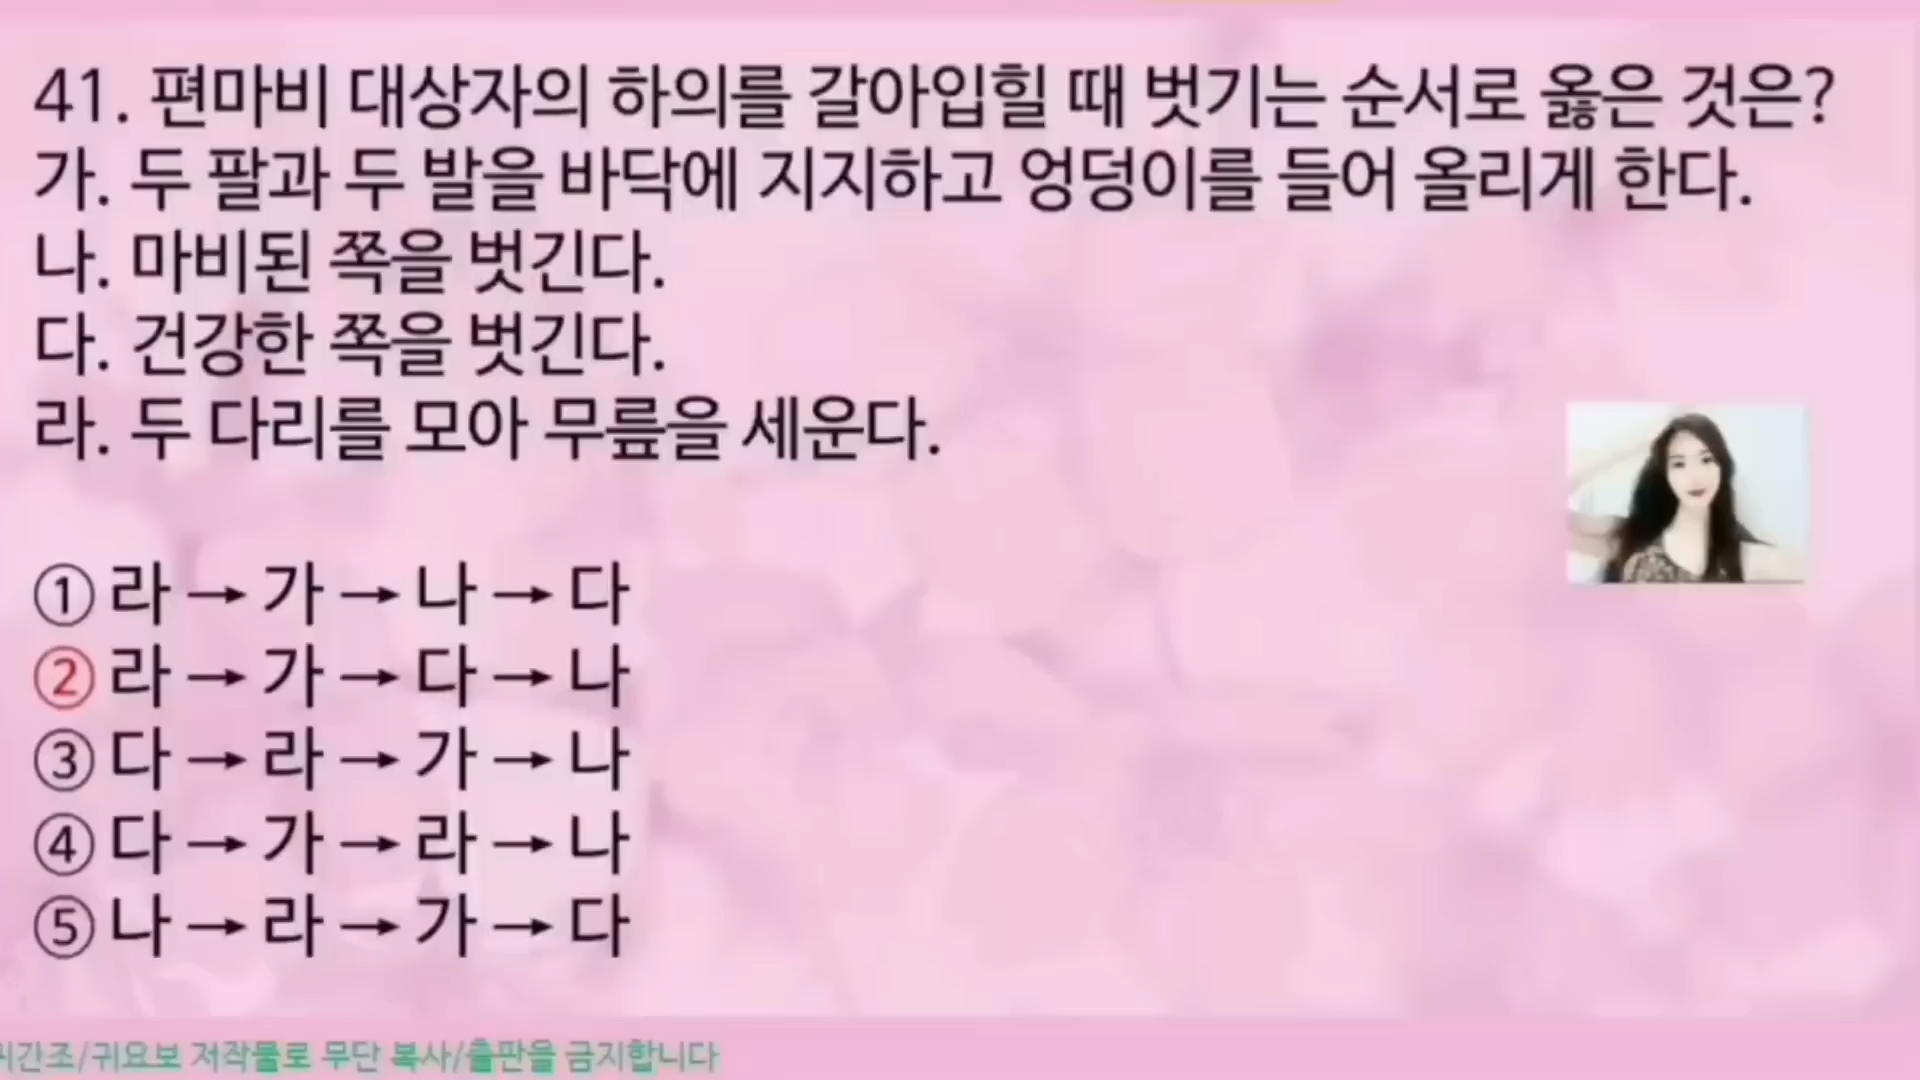 41. 편마비 대상자의 하의를 갈아입힐 때 벗기는 순서로 옳은 것은?
가. 두 팔과 두 발을 바닥에 지지하고 엉덩이를 들어 올리게 한다.
나. 마비된 쪽을 벗긴다.
다. 건강한 쪽을 벗긴다.
라. 두 다리를 모아 무릎을 세운다.
① 라 → 가 → 나 → 다
② 라 → 가 → 다 → 나
③ 다 → 라 → 가 → 나
④ 다 → 가 → 라 → 나
⑤ 나 → 라 → 가 → 다
귀간조/귀요보 저작물로 무단 복사/출판을 금지합니다